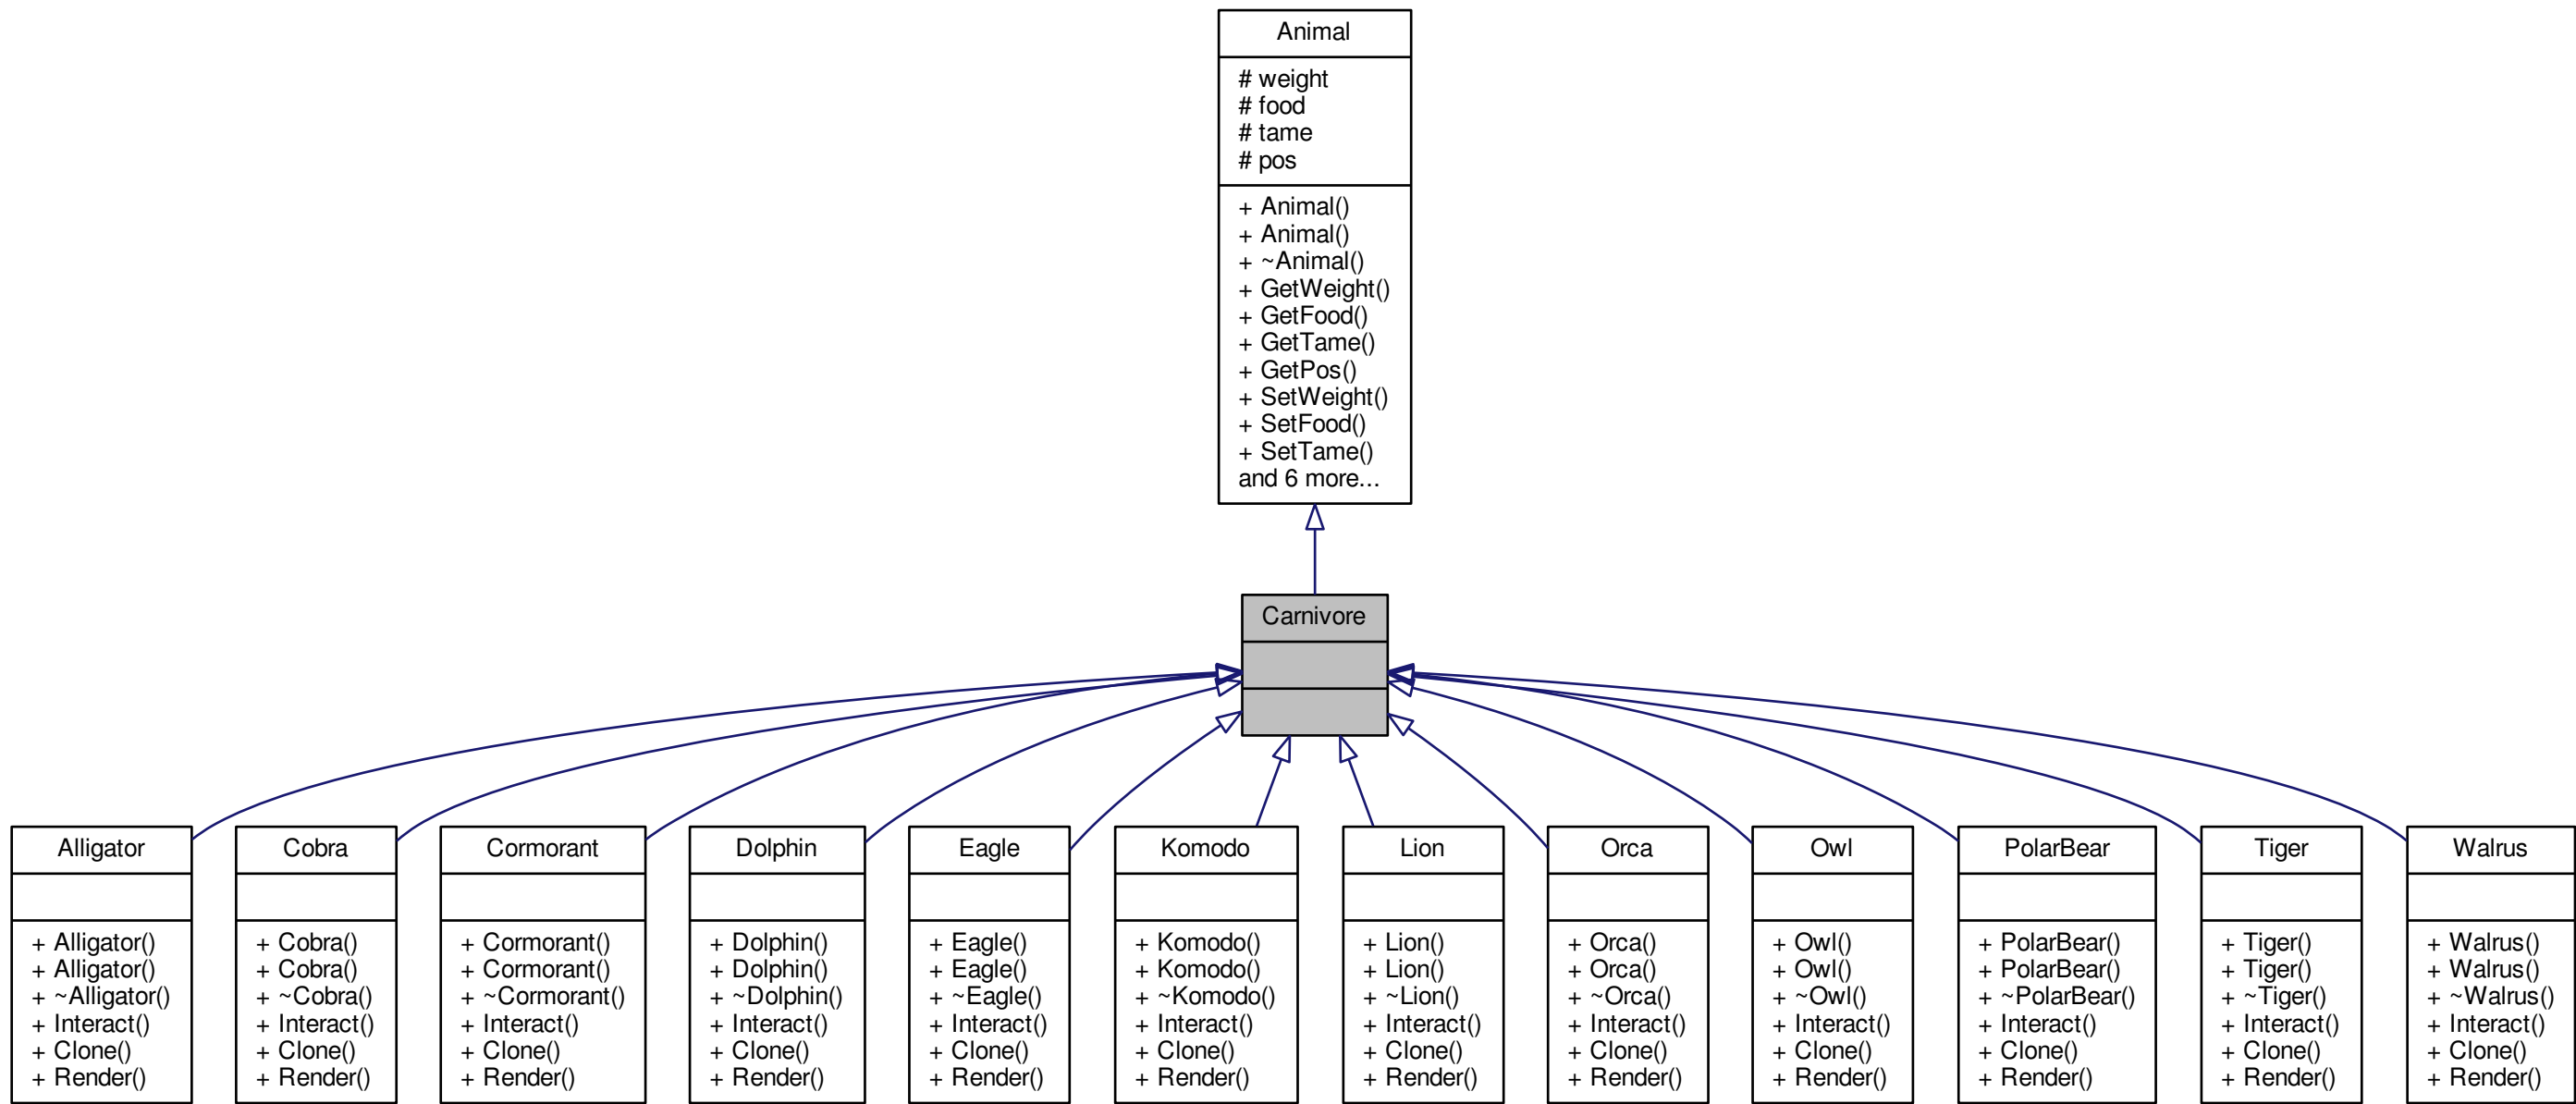 Animal
# weight
# food
# tame
# pos
+ Animal()
+ Animal()
+ ~Animal()
+ GetWeight()
+ GetFood()
+ GetTame()
+ GetPos()
+ SetWeight()
+ SetFood()
+ SetTame()
and 6 more...
Carnivore
Alligator
+ Alligator()
+ Alligator()
+ ~Alligator()
+ Interact()
+ Clone()
+ Render()
Cobra
+ Cobra()
+ Cobra()
+ ~Cobra()
+ Interact()
+ Clone()
+ Render()
Cormorant
+ Cormorant()
+ Cormorant()
+ ~Cormorant()
+ Interact()
+ Clone()
+ Render()
Dolphin
+ Dolphin()
+ Dolphin()
+ ~Dolphin()
+ Interact()
+ Clone()
+ Render()
Eagle
+ Eagle()
+ Eagle()
+ ~Eagle()
+ Interact()
+ Clone()
+ Render()
Komodo
+ Komodo()
+ Komodo()
+ ~Komodo()
+ Interact()
+ Clone()
+ Render()
Lion
+ Lion()
+ Lion()
+ ~Lion()
+ Interact()
+ Clone()
+ Render()
Orca
+ Orca()
+ Orca()
+ ~Orca()
+ Interact()
+ Clone()
+ Render()
Owl
+ Owl()
+ Owl()
+ ~Owl()
+ Interact()
+ Clone()
+ Render()
PolarBear
+ PolarBear()
+ PolarBear()
+ ~PolarBear()
+ Interact()
+ Clone()
+ Render()
Tiger
+ Tiger()
+ Tiger()
+ ~Tiger()
+ Interact()
+ Clone()
+ Render()
Walrus
+ Walrus()
+ Walrus()
+ ~Walrus()
+ Interact()
+ Clone()
+ Render()